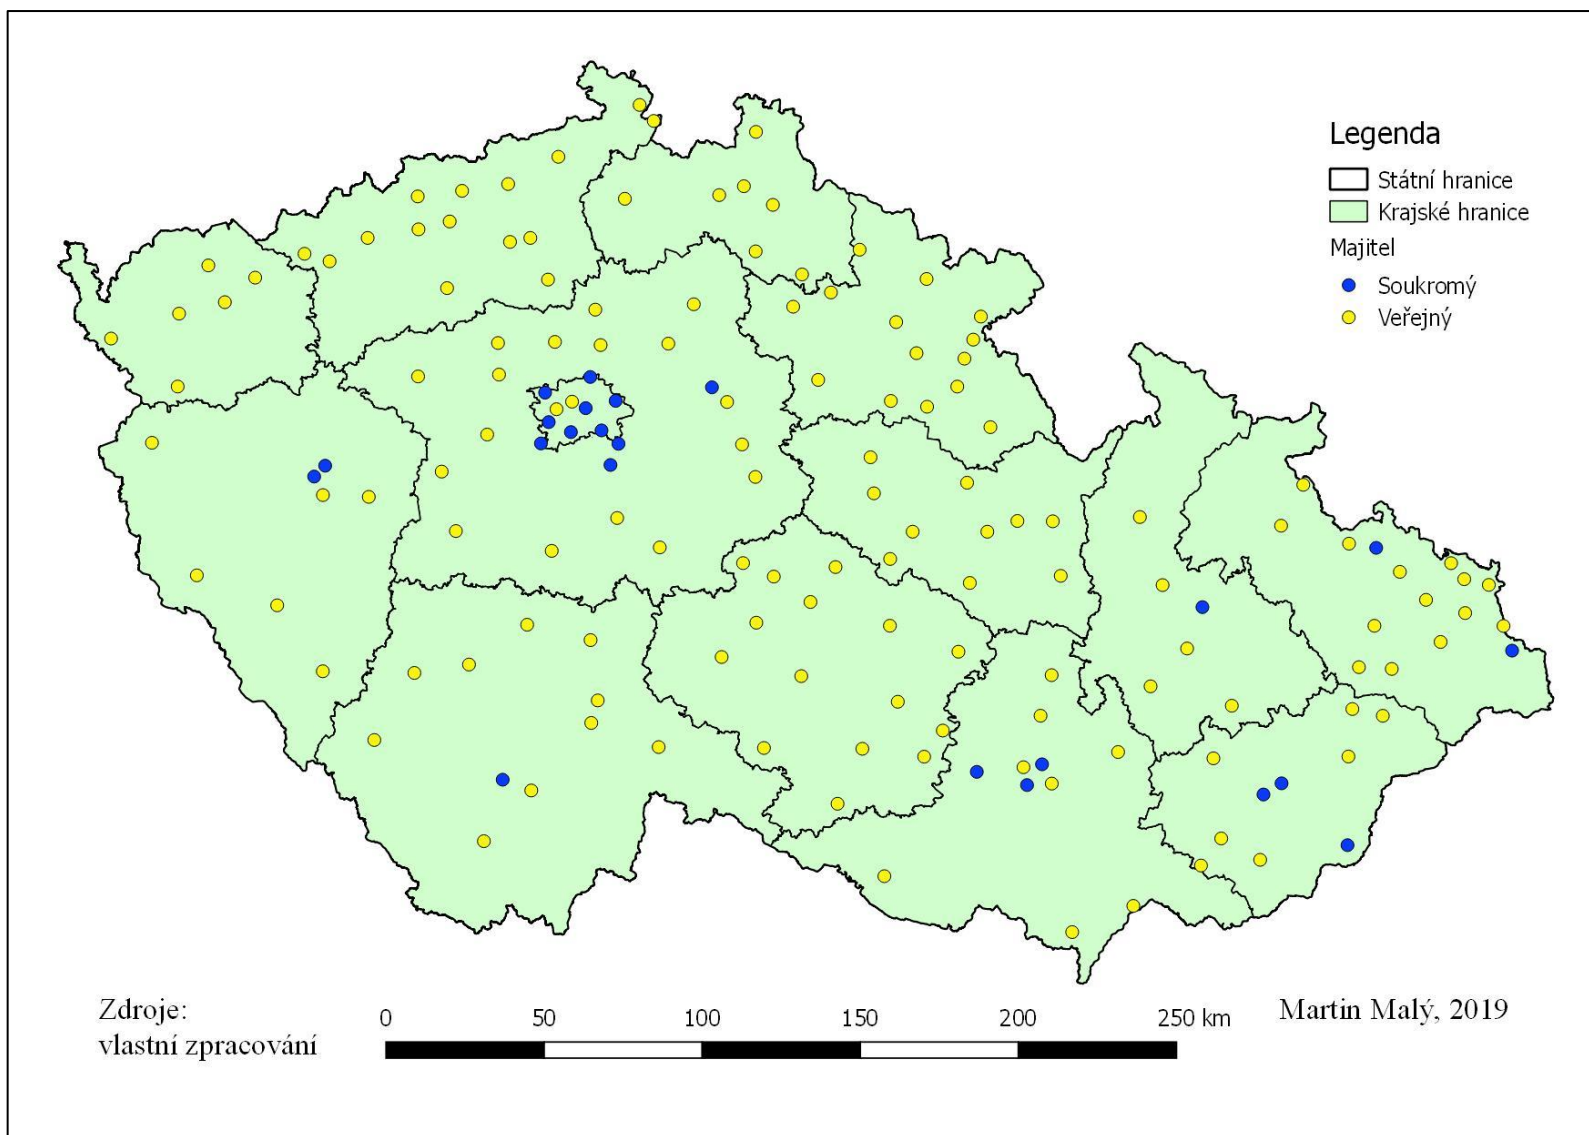 Legenda
Státní hranice
Krajské hranice
Majitel
Soukromý
Veřejný
Zdroje:
vlastní zpracování
0 50 100 150 200 250 km
Martin Malý, 2019